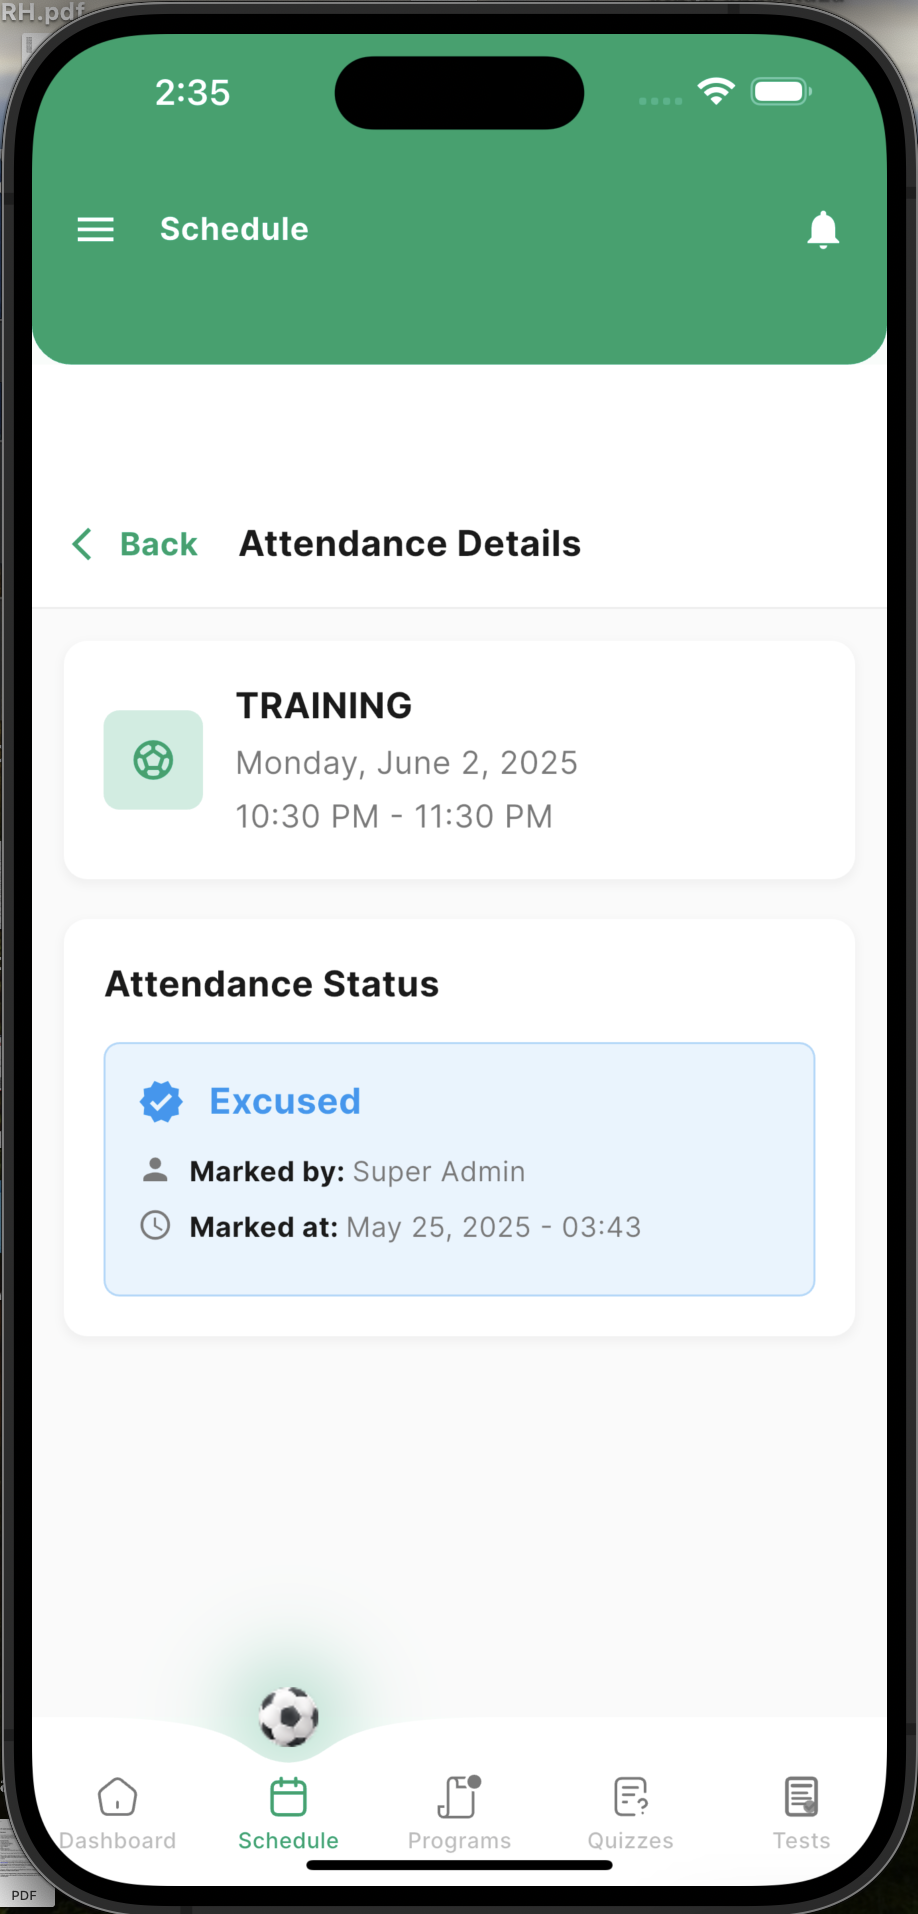 RH.pdf
2:35
Schedule
Back Attendance Details
TRAINING
Monday, June 2, 2025
10:30 PM - 11:30 PM
Attendance Status
Excused
Marked by: Super Admin
Marked at: May 25, 2025 - 03:43
Dashboard Schedule Programs Quizzes Tests
PDF